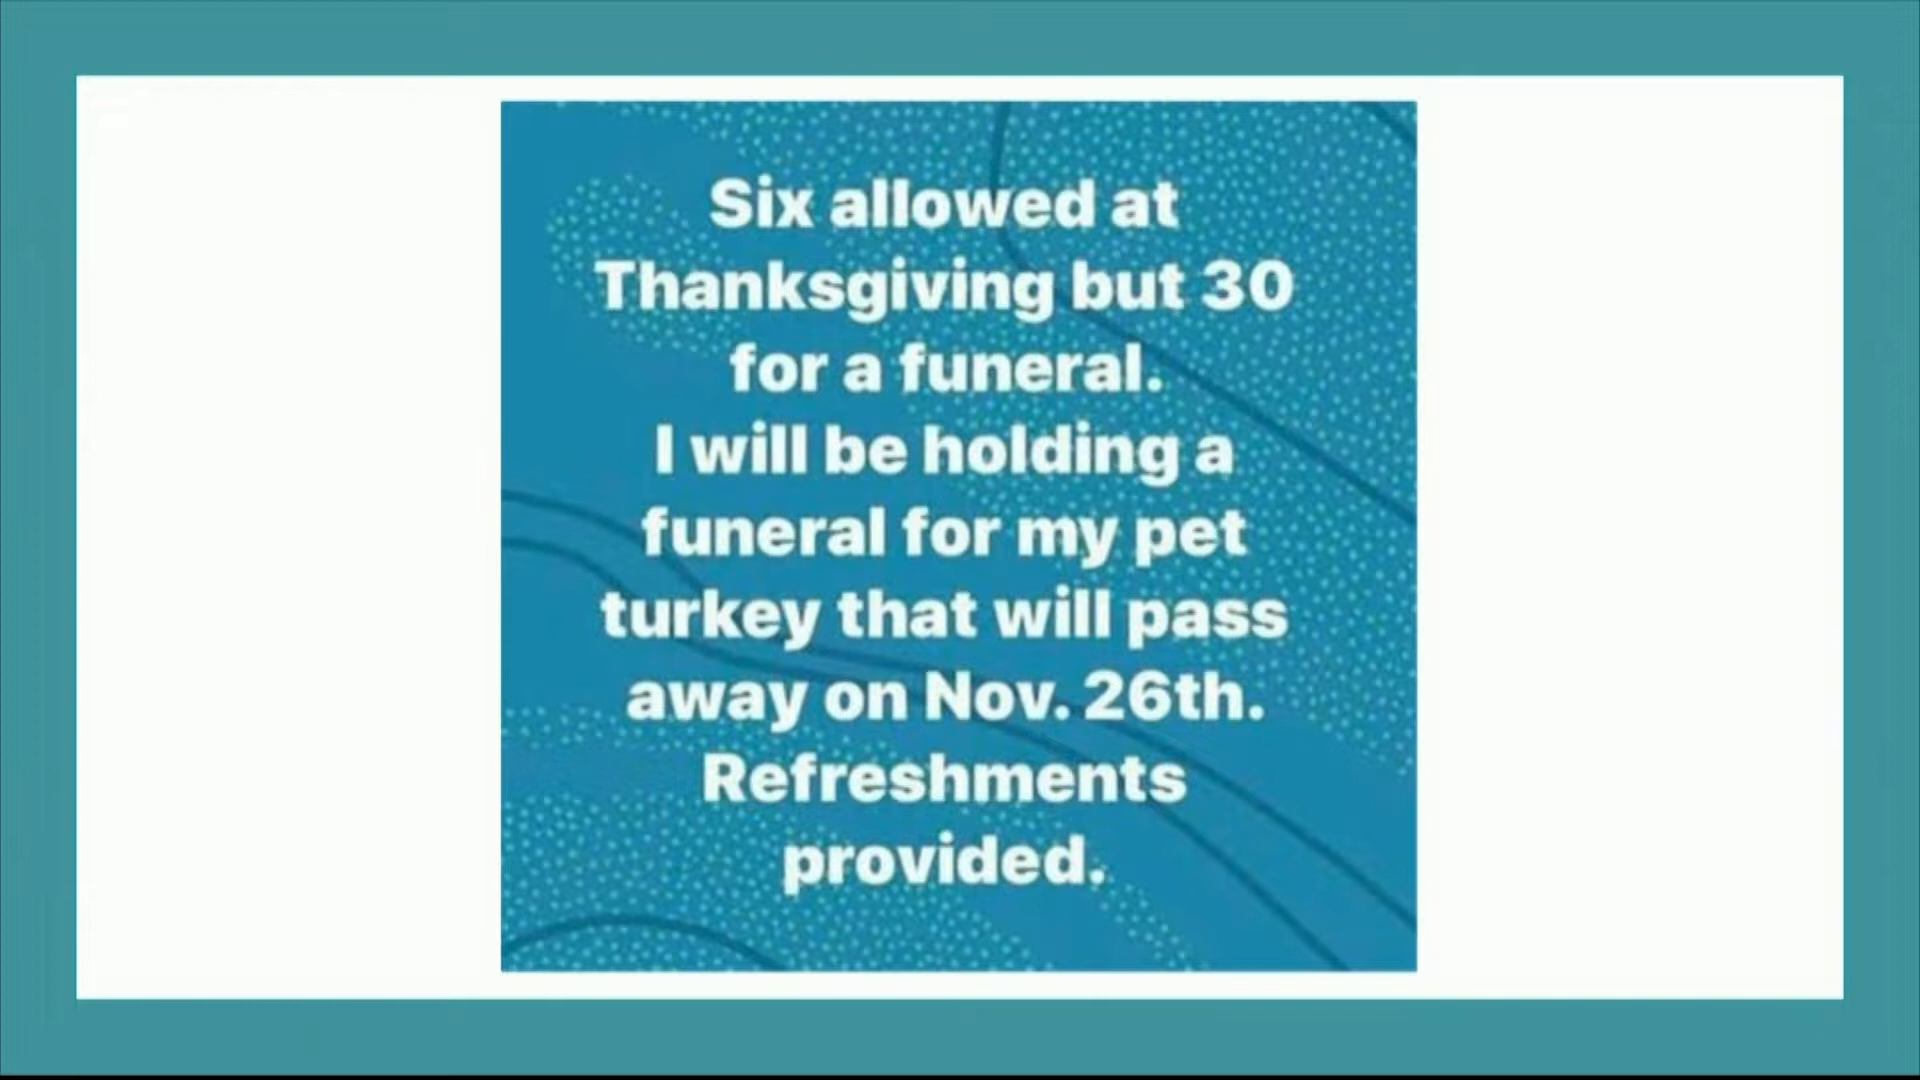 Six allowed at
Thanksgiving but 30
for a funeral.
I will be holding a
funeral for my pet
turkey that will pass
away on Nov. 26th.
Refreshments
provided.